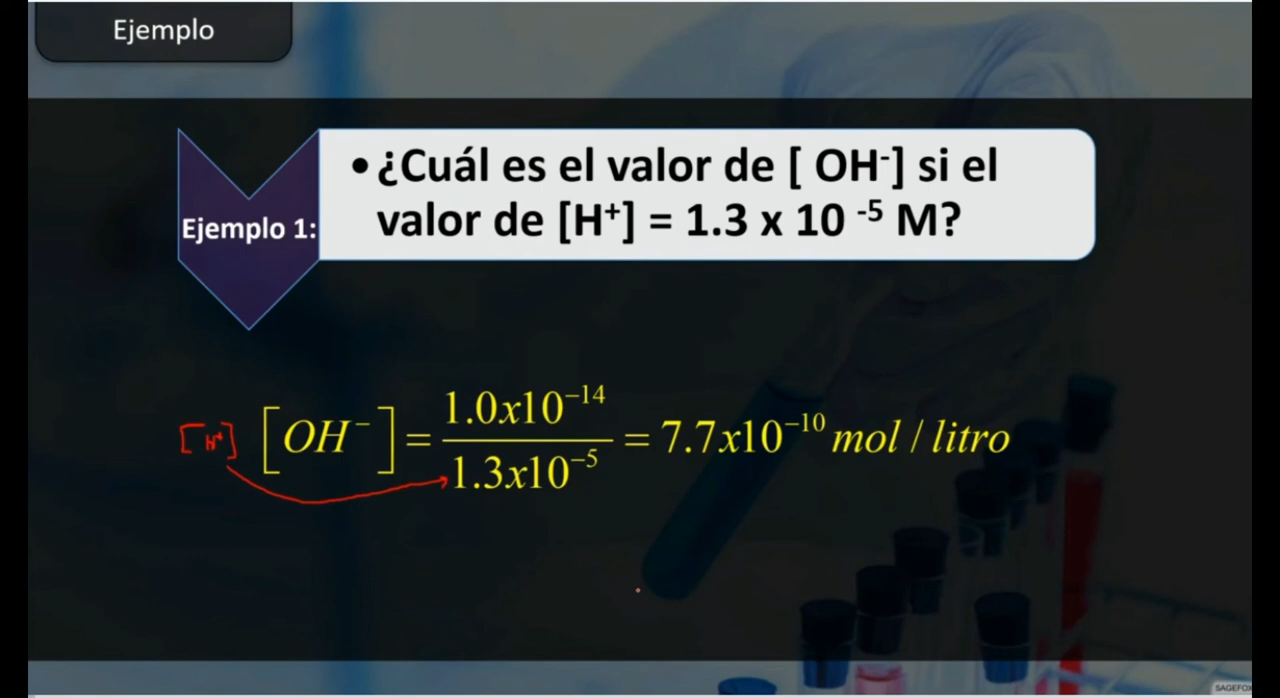 Ejemplo
Ejemplo 1:
• ¿Cuál es el valor de [ OH⁻] si el
valor de [H⁺] = 1.3 x 10 ⁻⁵ M?
[H⁺] [OH⁻] = 1.0x10⁻¹⁴ / 1.3x10⁻⁵ = 7.7x10⁻¹⁰ mol / litro
SAGEFOX